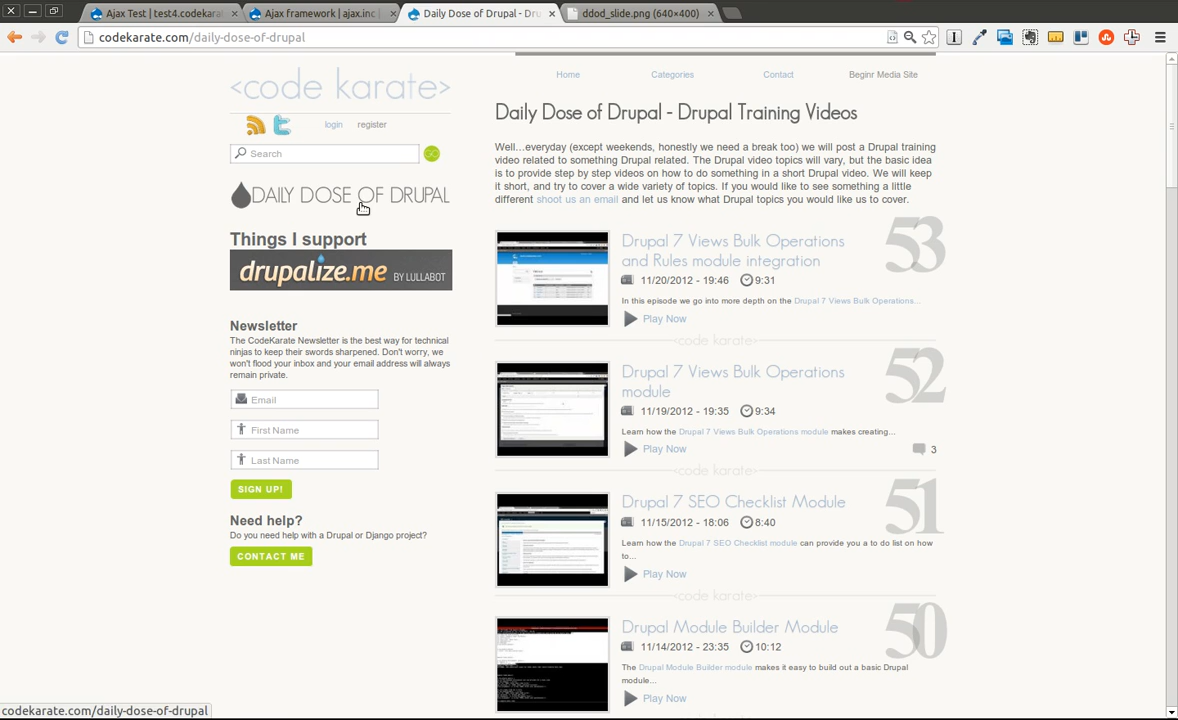 Ajax Test | test4.codekara
Ajax framework | ajax.inc |
Daily Dose of Drupal - Dru
ddod_slide.png (640×400)
codekarate.com/daily-dose-of-drupal
<code karate>
login register
Search
DAILY DOSE OF DRUPAL
Things I support
drupalize.me BY LULLABOT
Newsletter
The CodeKarate Newsletter is the best way for technical
ninjas to keep their swords sharpened. Don't worry, we
won't flood your inbox and your email address will always
remain private.
Email
First Name
Last Name
SIGN UP!
Need help?
Do you need help with a Drupal or Django project?
CONTACT ME
Home Categories Contact Beginr Media Site
Daily Dose of Drupal - Drupal Training Videos
Well...everyday (except weekends, honestly we need a break too) we will post a Drupal training
video related to something Drupal related. The Drupal video topics will vary, but the basic idea
is to provide step by step videos on how to do something in a short Drupal video. We will keep
it short, and try to cover a wide variety of topics. If you would like to see something a little
different shoot us an email and let us know what Drupal topics you would like us to cover.
53
Drupal 7 Views Bulk Operations
and Rules module integration
11/20/2012 - 19:46 9:31
In this episode we go into more depth on the Drupal 7 Views Bulk Operations...
Play Now
<code karate>
52
Drupal 7 Views Bulk Operations
module
11/19/2012 - 19:35 9:34
Learn how the Drupal 7 Views Bulk Operations module makes creating...
Play Now 3
<code karate>
51
Drupal 7 SEO Checklist Module
11/15/2012 - 18:06 8:40
Learn how the Drupal 7 SEO Checklist module can provide you a to do list on how
to...
Play Now
<code karate>
50
Drupal Module Builder Module
11/14/2012 - 23:35 10:12
The Drupal Module Builder module makes it easy to build out a basic Drupal
module...
Play Now
codekarate.com/daily-dose-of-drupal